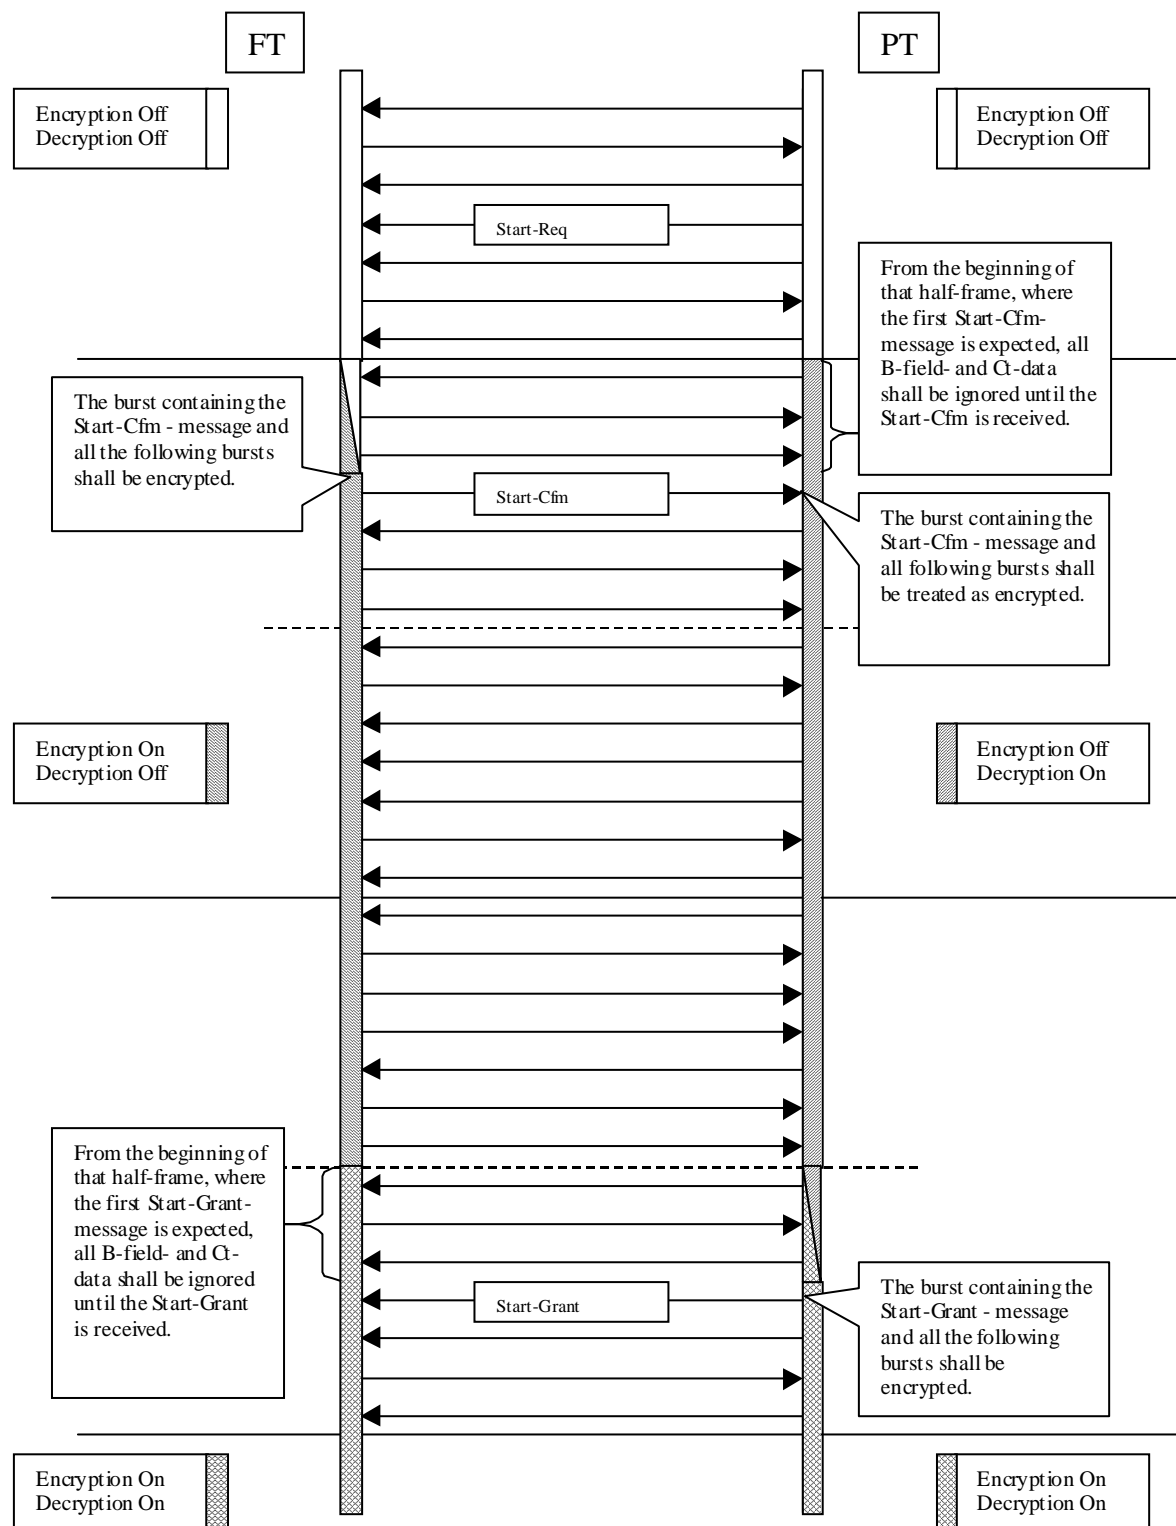 FT
PT
Encryption Off
Decryption Off
Encryption Off
Decryption Off
Start-Req
From the beginning of
that half-frame, where
the first Start-Cfm-
message is expected, all
B-field- and Ct-data
shall be ignored until the
Start-Cfm is received.
The burst containing the
Start-Cfm - message and
all the following bursts
shall be encrypted.
Start-Cfm
The burst containing the
Start-Cfm - message and
all following bursts shall
be treated as encrypted.
Encryption On
Decryption Off
Encryption Off
Decryption On
From the beginning of
that half-frame, where
the first Start-Grant-
message is expected,
all B-field- and Ct-
data shall be ignored
until the Start-Grant
is received.
Start-Grant
The burst containing the
Start-Grant - message
and all the following
bursts shall be
encrypted.
Encryption On
Decryption On
Encryption On
Decryption On